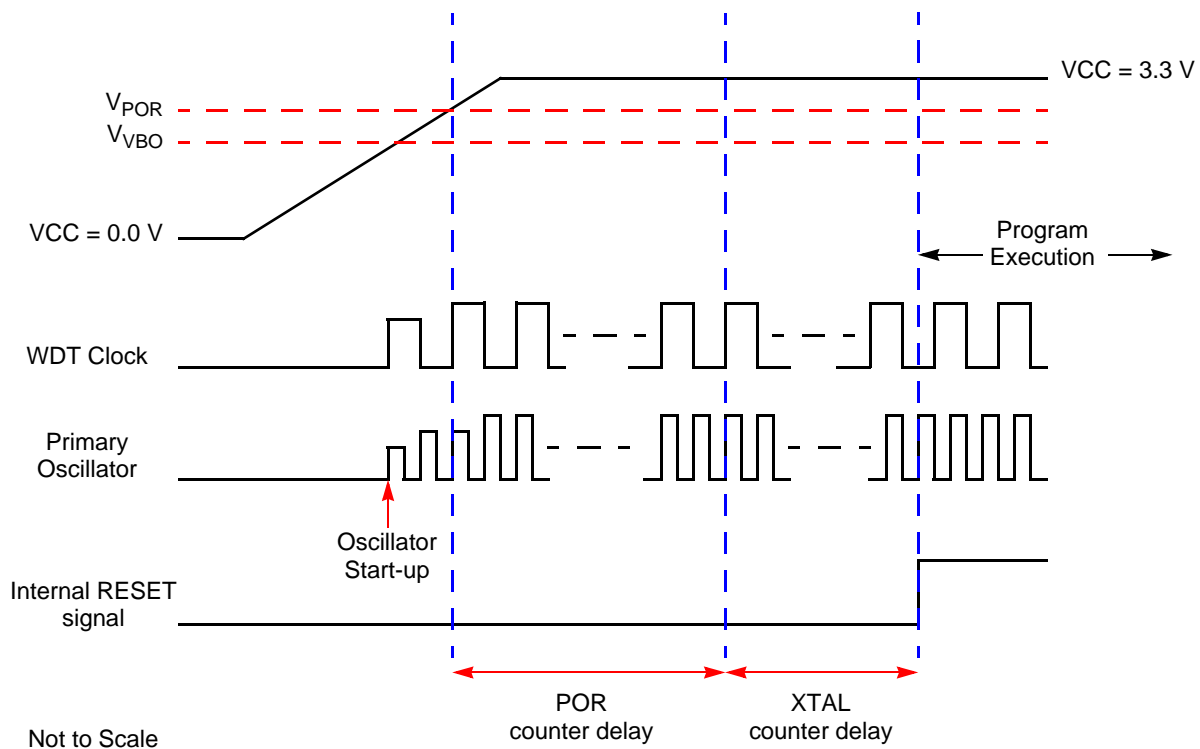 VCC = 3.3 V
VPOR
VVBO
VCC = 0.0 V
Program
Execution
WDT Clock
Primary
Oscillator
Oscillator
Start-up
Internal RESET
signal
POR
counter delay
XTAL
counter delay
Not to Scale